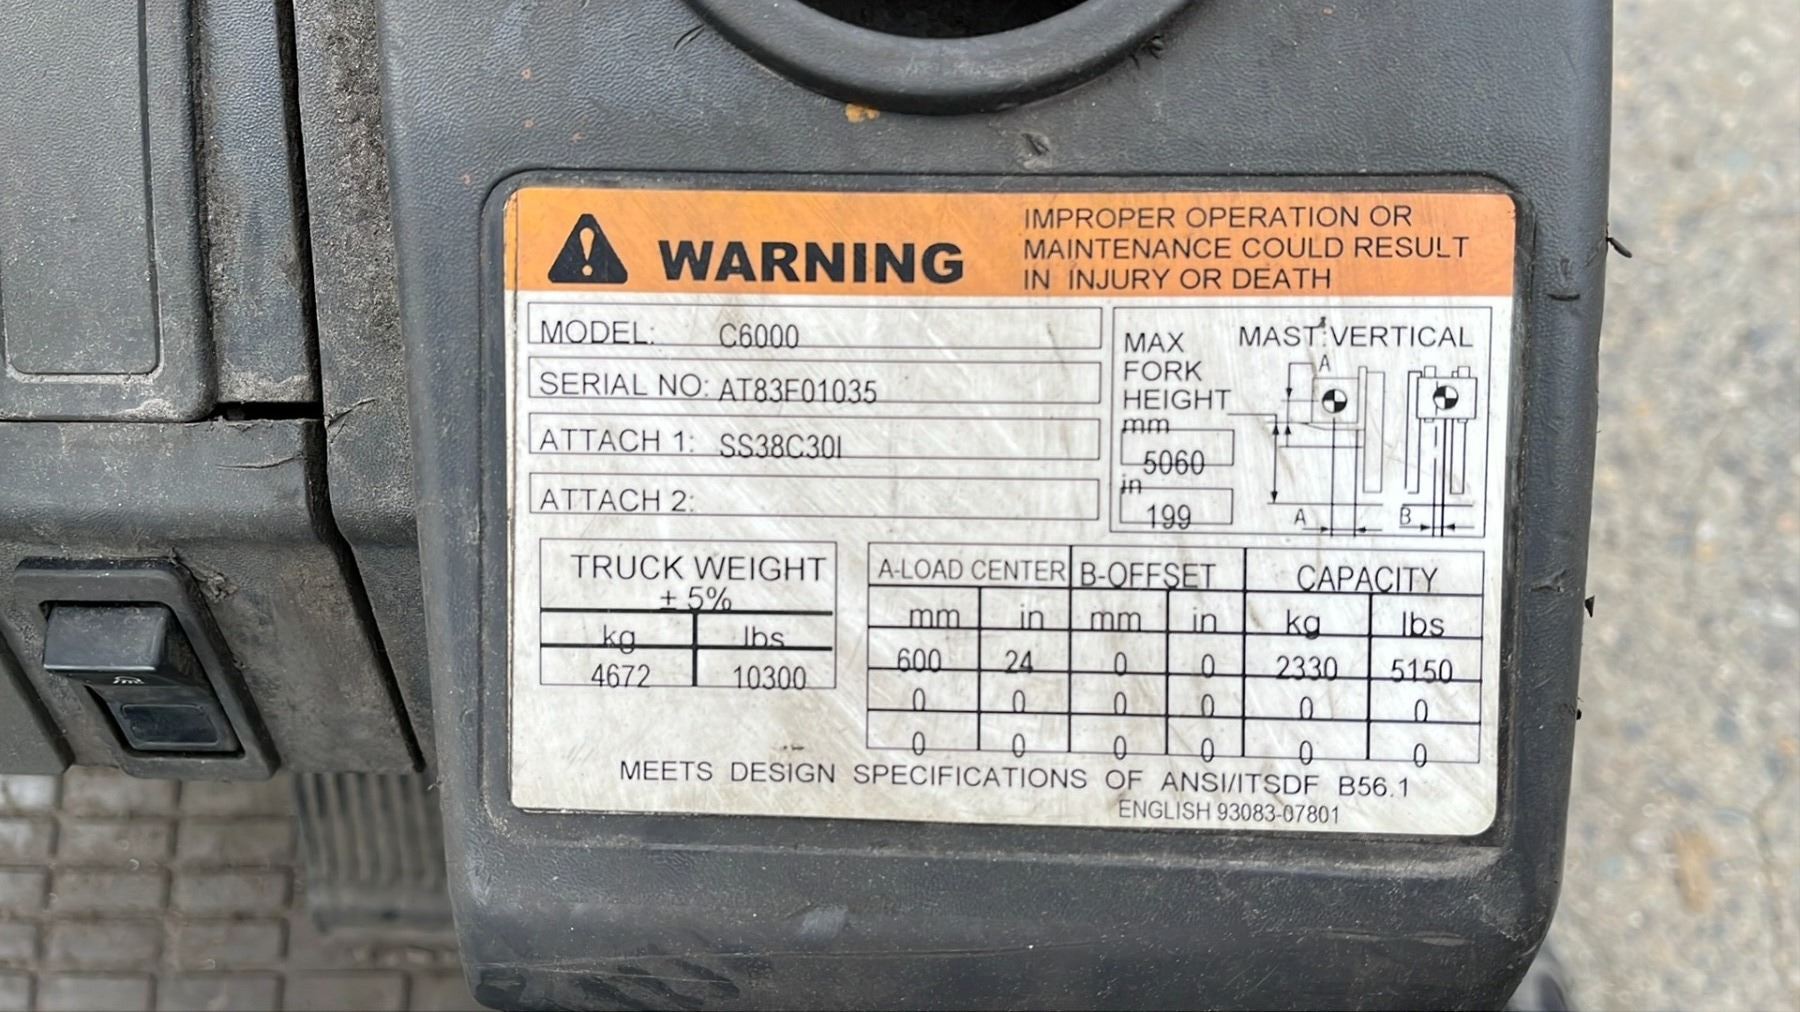 WARNING
IMPROPER OPERATION OR
MAINTENANCE COULD RESULT
IN INJURY OR DEATH
MODEL: C6000
SERIAL NO: AT83F01035
ATTACH 1: SS38C30I
ATTACH 2:
MAX
FORK
HEIGHT
mm
5060
in
199
MAST VERTICAL
A
A B
TRUCK WEIGHT
± 5%
kg lbs
4672 10300
A-LOAD CENTER B-OFFSET CAPACITY
mm in mm in kg lbs
600 24 0 0 2330 5150
0 0 0 0 0 0
0 0 0 0 0 0
MEETS DESIGN SPECIFICATIONS OF ANSI/ITSDF B56.1
ENGLISH 93083-07801